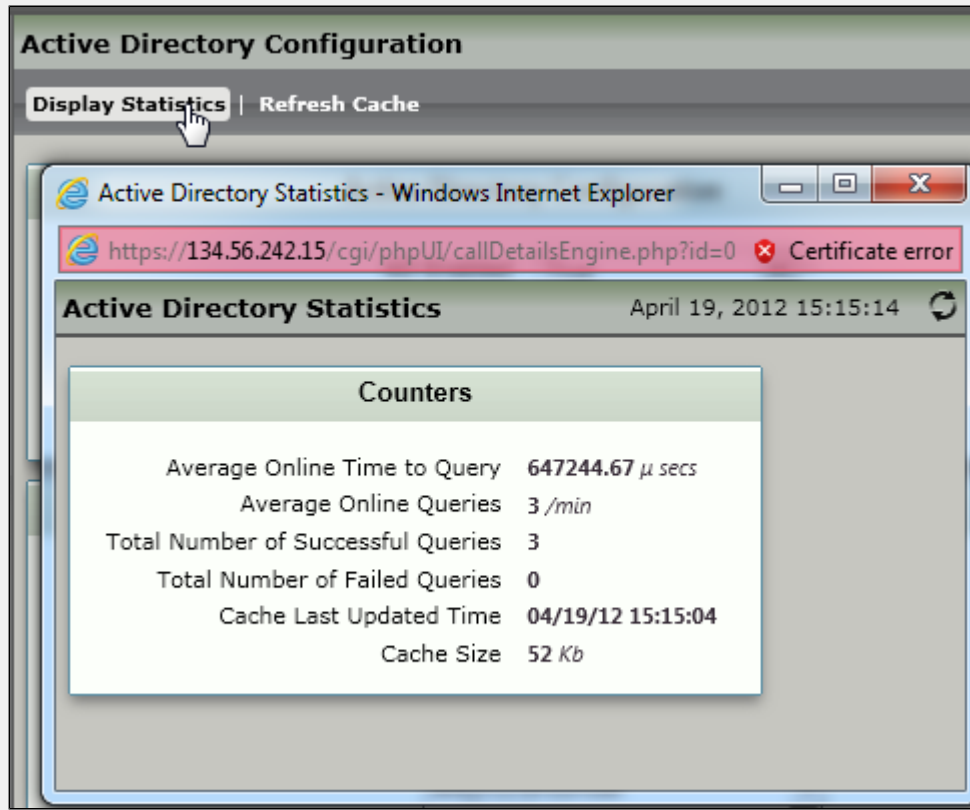 Active Directory Configuration
Display Statistics | Refresh Cache
Active Directory Statistics - Windows Internet Explorer
https://134.56.242.15/cgi/phpUI/callDetailsEngine.php?id=0 Certificate error
Active Directory Statistics April 19, 2012 15:15:14
Counters
Average Online Time to Query 647244.67 µ secs
Average Online Queries 3 /min
Total Number of Successful Queries 3
Total Number of Failed Queries 0
Cache Last Updated Time 04/19/12 15:15:04
Cache Size 52 Kb